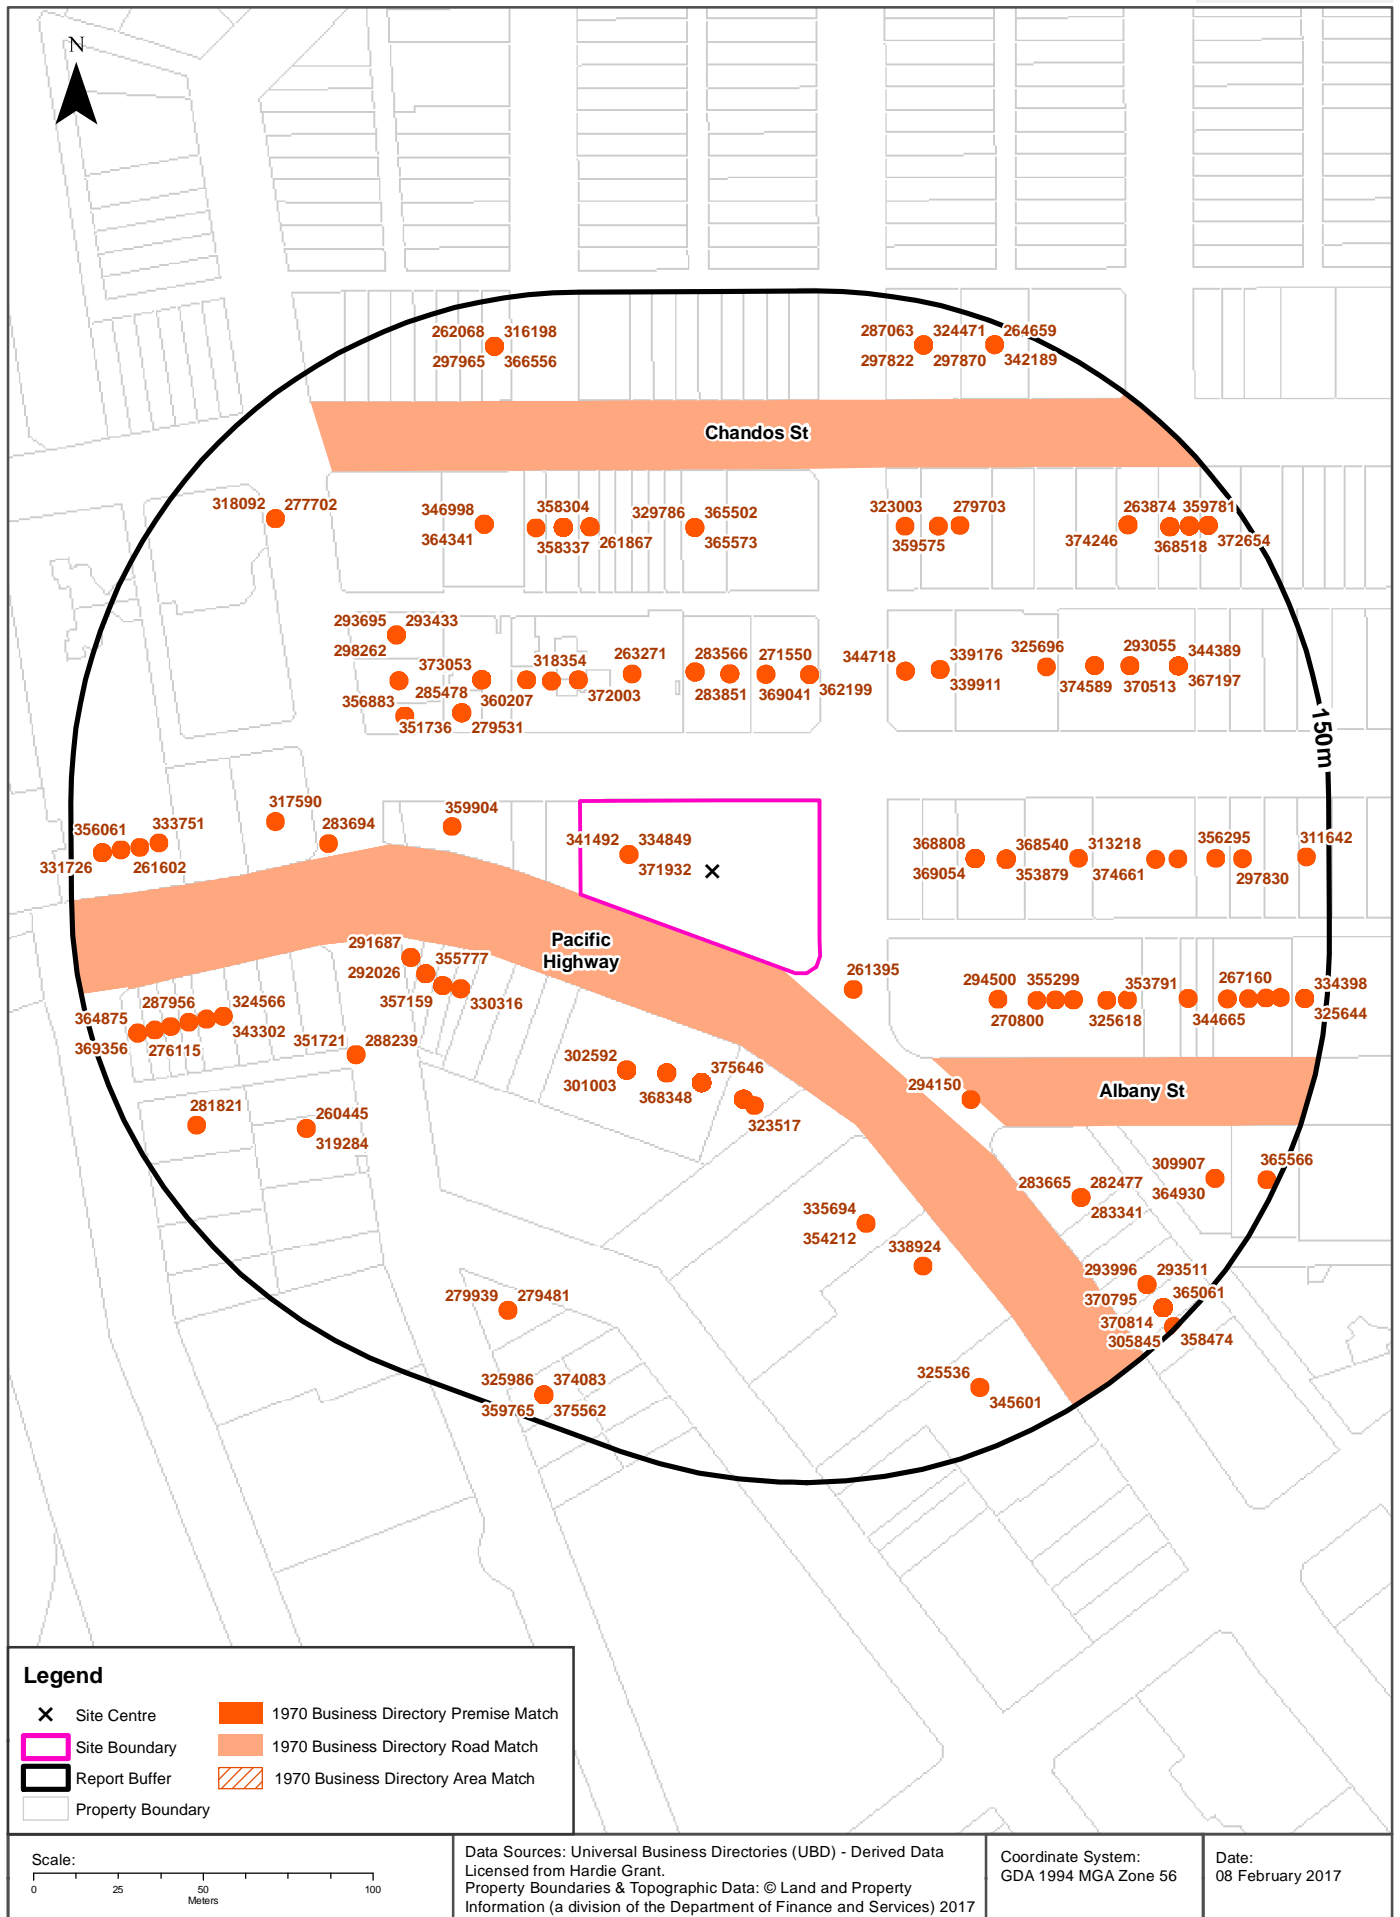 N
262068 316198
297965 366556
287063 324471 264659
297822 297870 342189
Chandos St
318092 277702
346998 358304 329786 365502
364341 358337 261867 365573
323003 279703 263874 359781
359575 374246 368518 372654
293695 293433
298262
373053 318354 263271 283566 271550
356883 285478 360207 372003 283851 369041 362199
351736 279531
344718 339176 325696 293055 344389
339911 374589 370513 367197
150m
317590 359904
356061 333751 283694
331726 261602
341492 334849
371932
368808 368540 313218 356295 311642
369054 353879 374661 297830
Pacific
Highway
291687 355777
292026
357159 330316
261395
294500 355299 353791 267160 334398
270800 325618 344665 325644
287956 324566
364875 343302
369356 276115
351721 288239
302592 375646
301003 368348
323517
294150
Albany St
281821 260445
319284
309907 365566
364930
283665 282477
283341
335694
354212
338924
293996 293511
370795 365061
370814
305845 358474
279939 279481
325986 374083
359765 375562
325536
345601
Legend
Site Centre
1970 Business Directory Premise Match
Site Boundary
1970 Business Directory Road Match
Report Buffer
1970 Business Directory Area Match
Property Boundary
Scale:
0 25 50 100
Meters
Data Sources: Universal Business Directories (UBD) - Derived Data
Licensed from Hardie Grant.
Property Boundaries & Topographic Data: © Land and Property
Information (a division of the Department of Finance and Services) 2017
Coordinate System:
GDA 1994 MGA Zone 56
Date:
08 February 2017